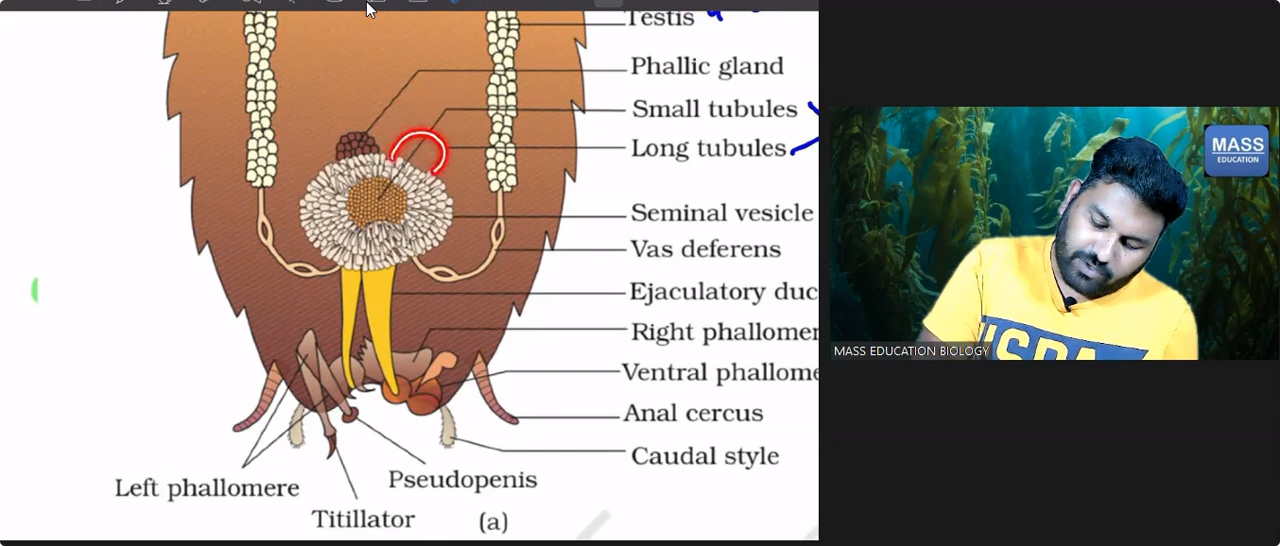 Testis
Phallic gland
Small tubules
Long tubules
Seminal vesicle
Vas deferens
Ejaculatory duc
Right phallomer
Ventral phallome
Anal cercus
Caudal style
Left phallomere
Pseudopenis
Titillator
(a)
MASS
EDUCATION
MASS EDUCATION BIOLOGY